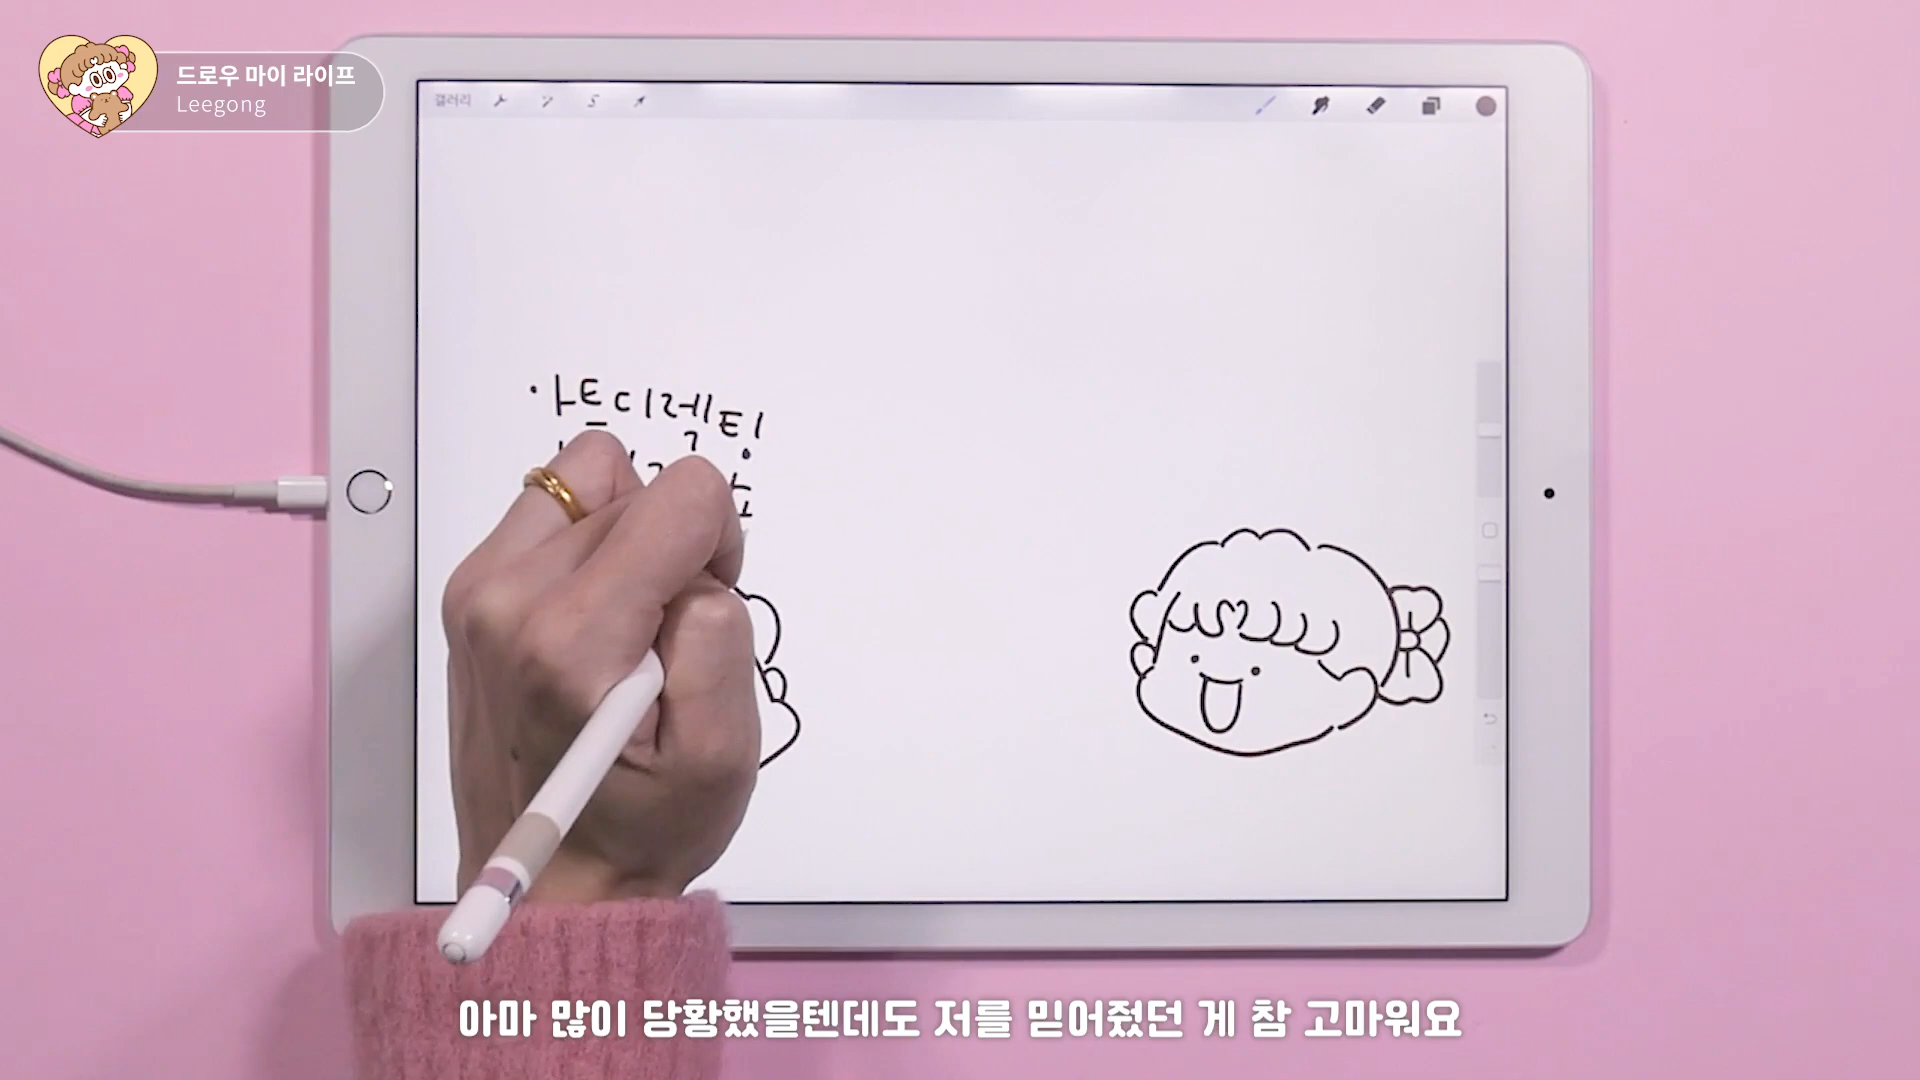 드로우 마이 라이프
Leegong
갤러리
· 아트디렉팅
아마 많이 당황했을텐데도 저를 믿어줬던 게 참 고마워요